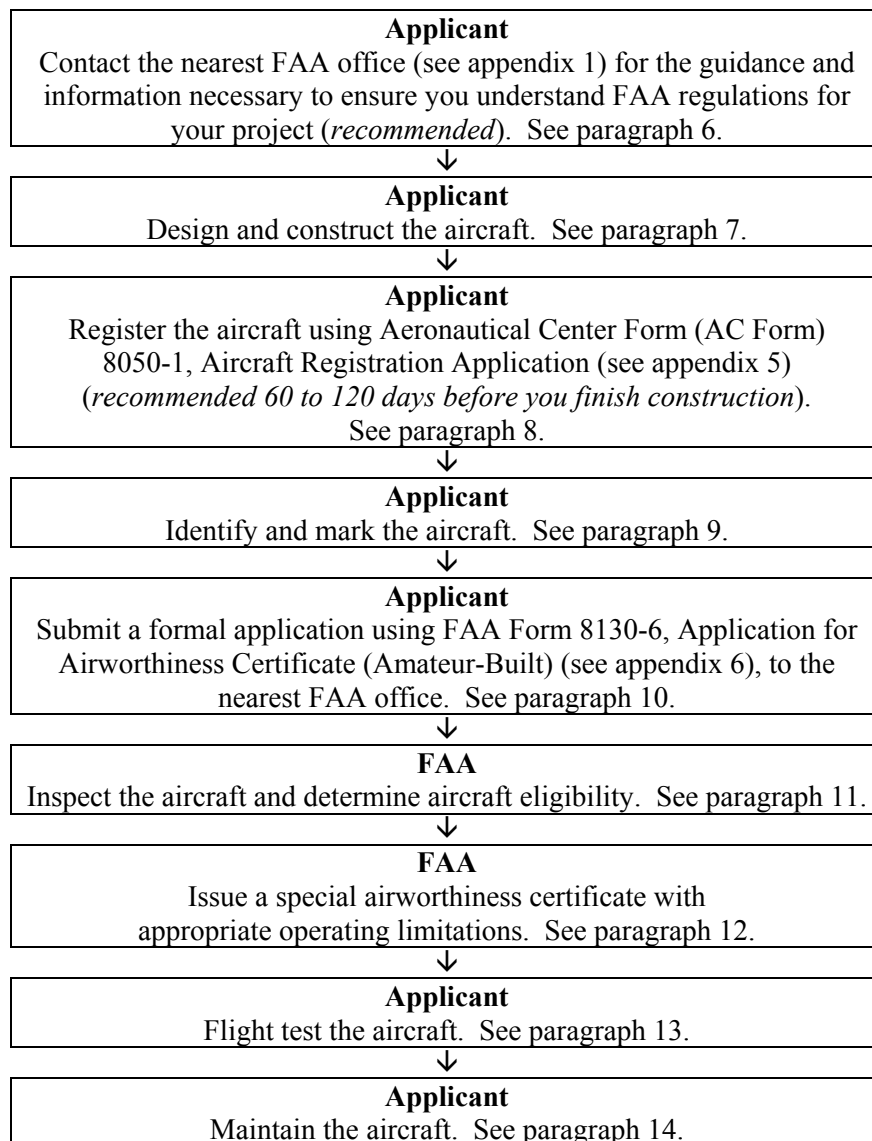 Applicant
Contact the nearest FAA office (see appendix 1) for the guidance and
information necessary to ensure you understand FAA regulations for
your project (recommended).  See paragraph 6.
Applicant
Design and construct the aircraft.  See paragraph 7.
Applicant
Register the aircraft using Aeronautical Center Form (AC Form)
8050-1, Aircraft Registration Application (see appendix 5)
(recommended 60 to 120 days before you finish construction).
See paragraph 8.
Applicant
Identify and mark the aircraft.  See paragraph 9.
Applicant
Submit a formal application using FAA Form 8130-6, Application for
Airworthiness Certificate (Amateur-Built) (see appendix 6), to the
nearest FAA office.  See paragraph 10.
FAA
Inspect the aircraft and determine aircraft eligibility.  See paragraph 11.
FAA
Issue a special airworthiness certificate with
appropriate operating limitations.  See paragraph 12.
Applicant
Flight test the aircraft.  See paragraph 13.
Applicant
Maintain the aircraft.  See paragraph 14.